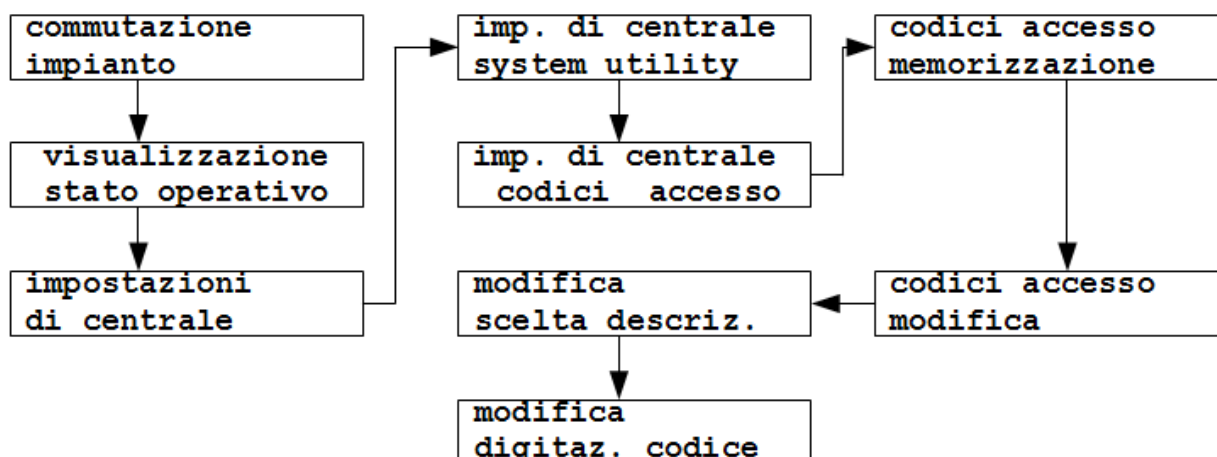 commutazione
impianto
visualizzazione
stato operativo
impostazioni
di centrale
imp. di centrale
system utility
imp. di centrale
codici accesso
codici accesso
memorizzazione
codici accesso
modifica
modifica
scelta descriz.
modifica
digitaz. codice